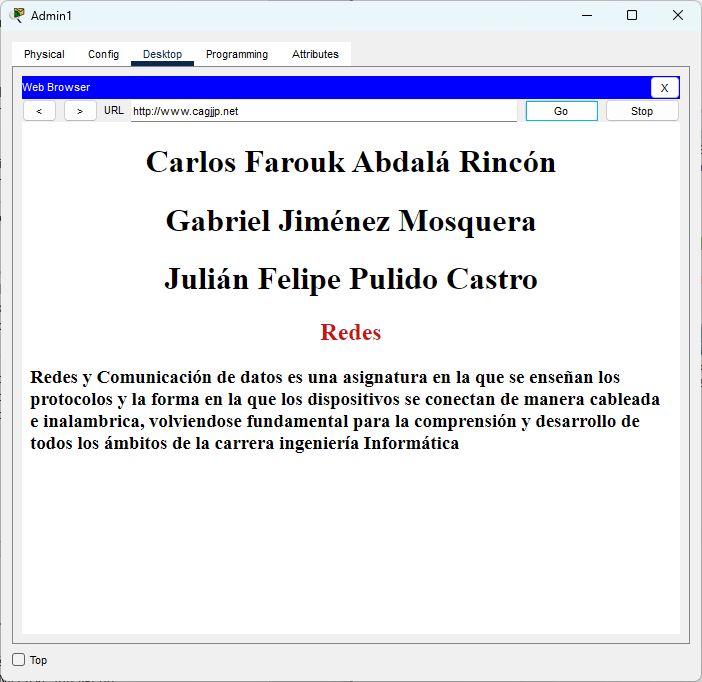 Admin1
Physical Config Desktop Programming Attributes
Web Browser X
< > URL http://www.cagjjp.net Go Stop
Carlos Farouk Abdalá Rincón
Gabriel Jiménez Mosquera
Julián Felipe Pulido Castro
Redes
Redes y Comunicación de datos es una asignatura en la que se enseñan los
protocolos y la forma en la que los dispositivos se conectan de manera cableada
e inalambrica, volviendose fundamental para la comprensión y desarrollo de
todos los ámbitos de la carrera ingeniería Informática
Top